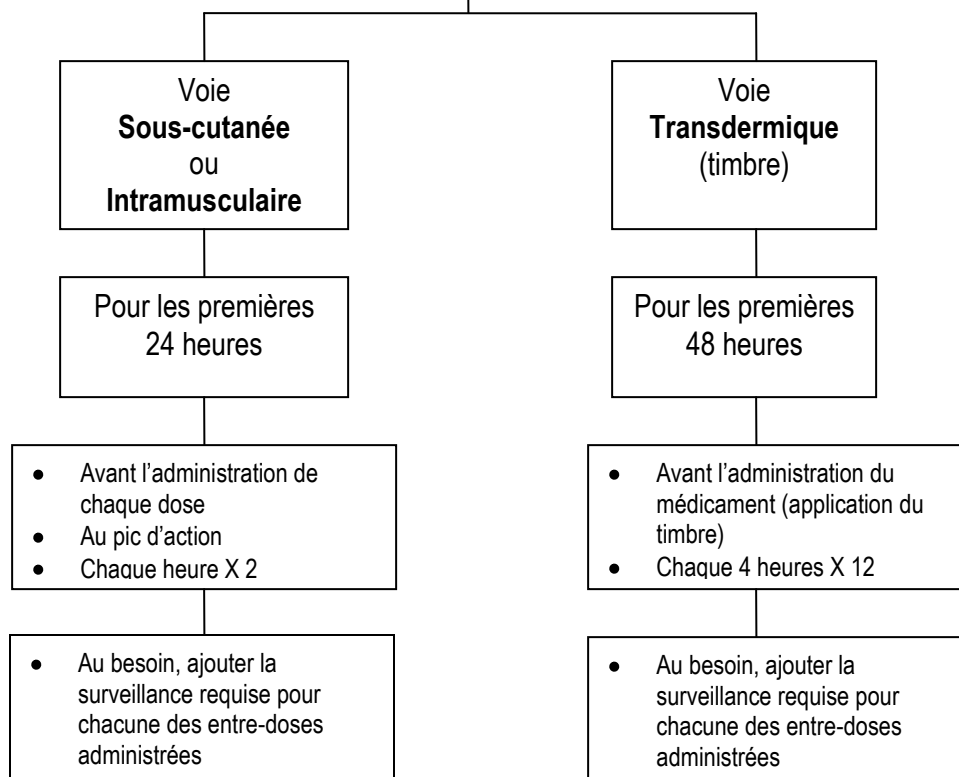 Voie
Sous-cutanée
ou
Intramusculaire
Pour les premières
24 heures
• Avant l’administration de
chaque dose
• Au pic d’action
• Chaque heure X 2
• Au besoin, ajouter la
surveillance requise pour
chacune des entre-doses
administrées
Voie
Transdermique
(timbre)
Pour les premières
48 heures
• Avant l’administration du
médicament (application du
timbre)
• Chaque 4 heures X 12
• Au besoin, ajouter la
surveillance requise pour
chacune des entre-doses
administrées